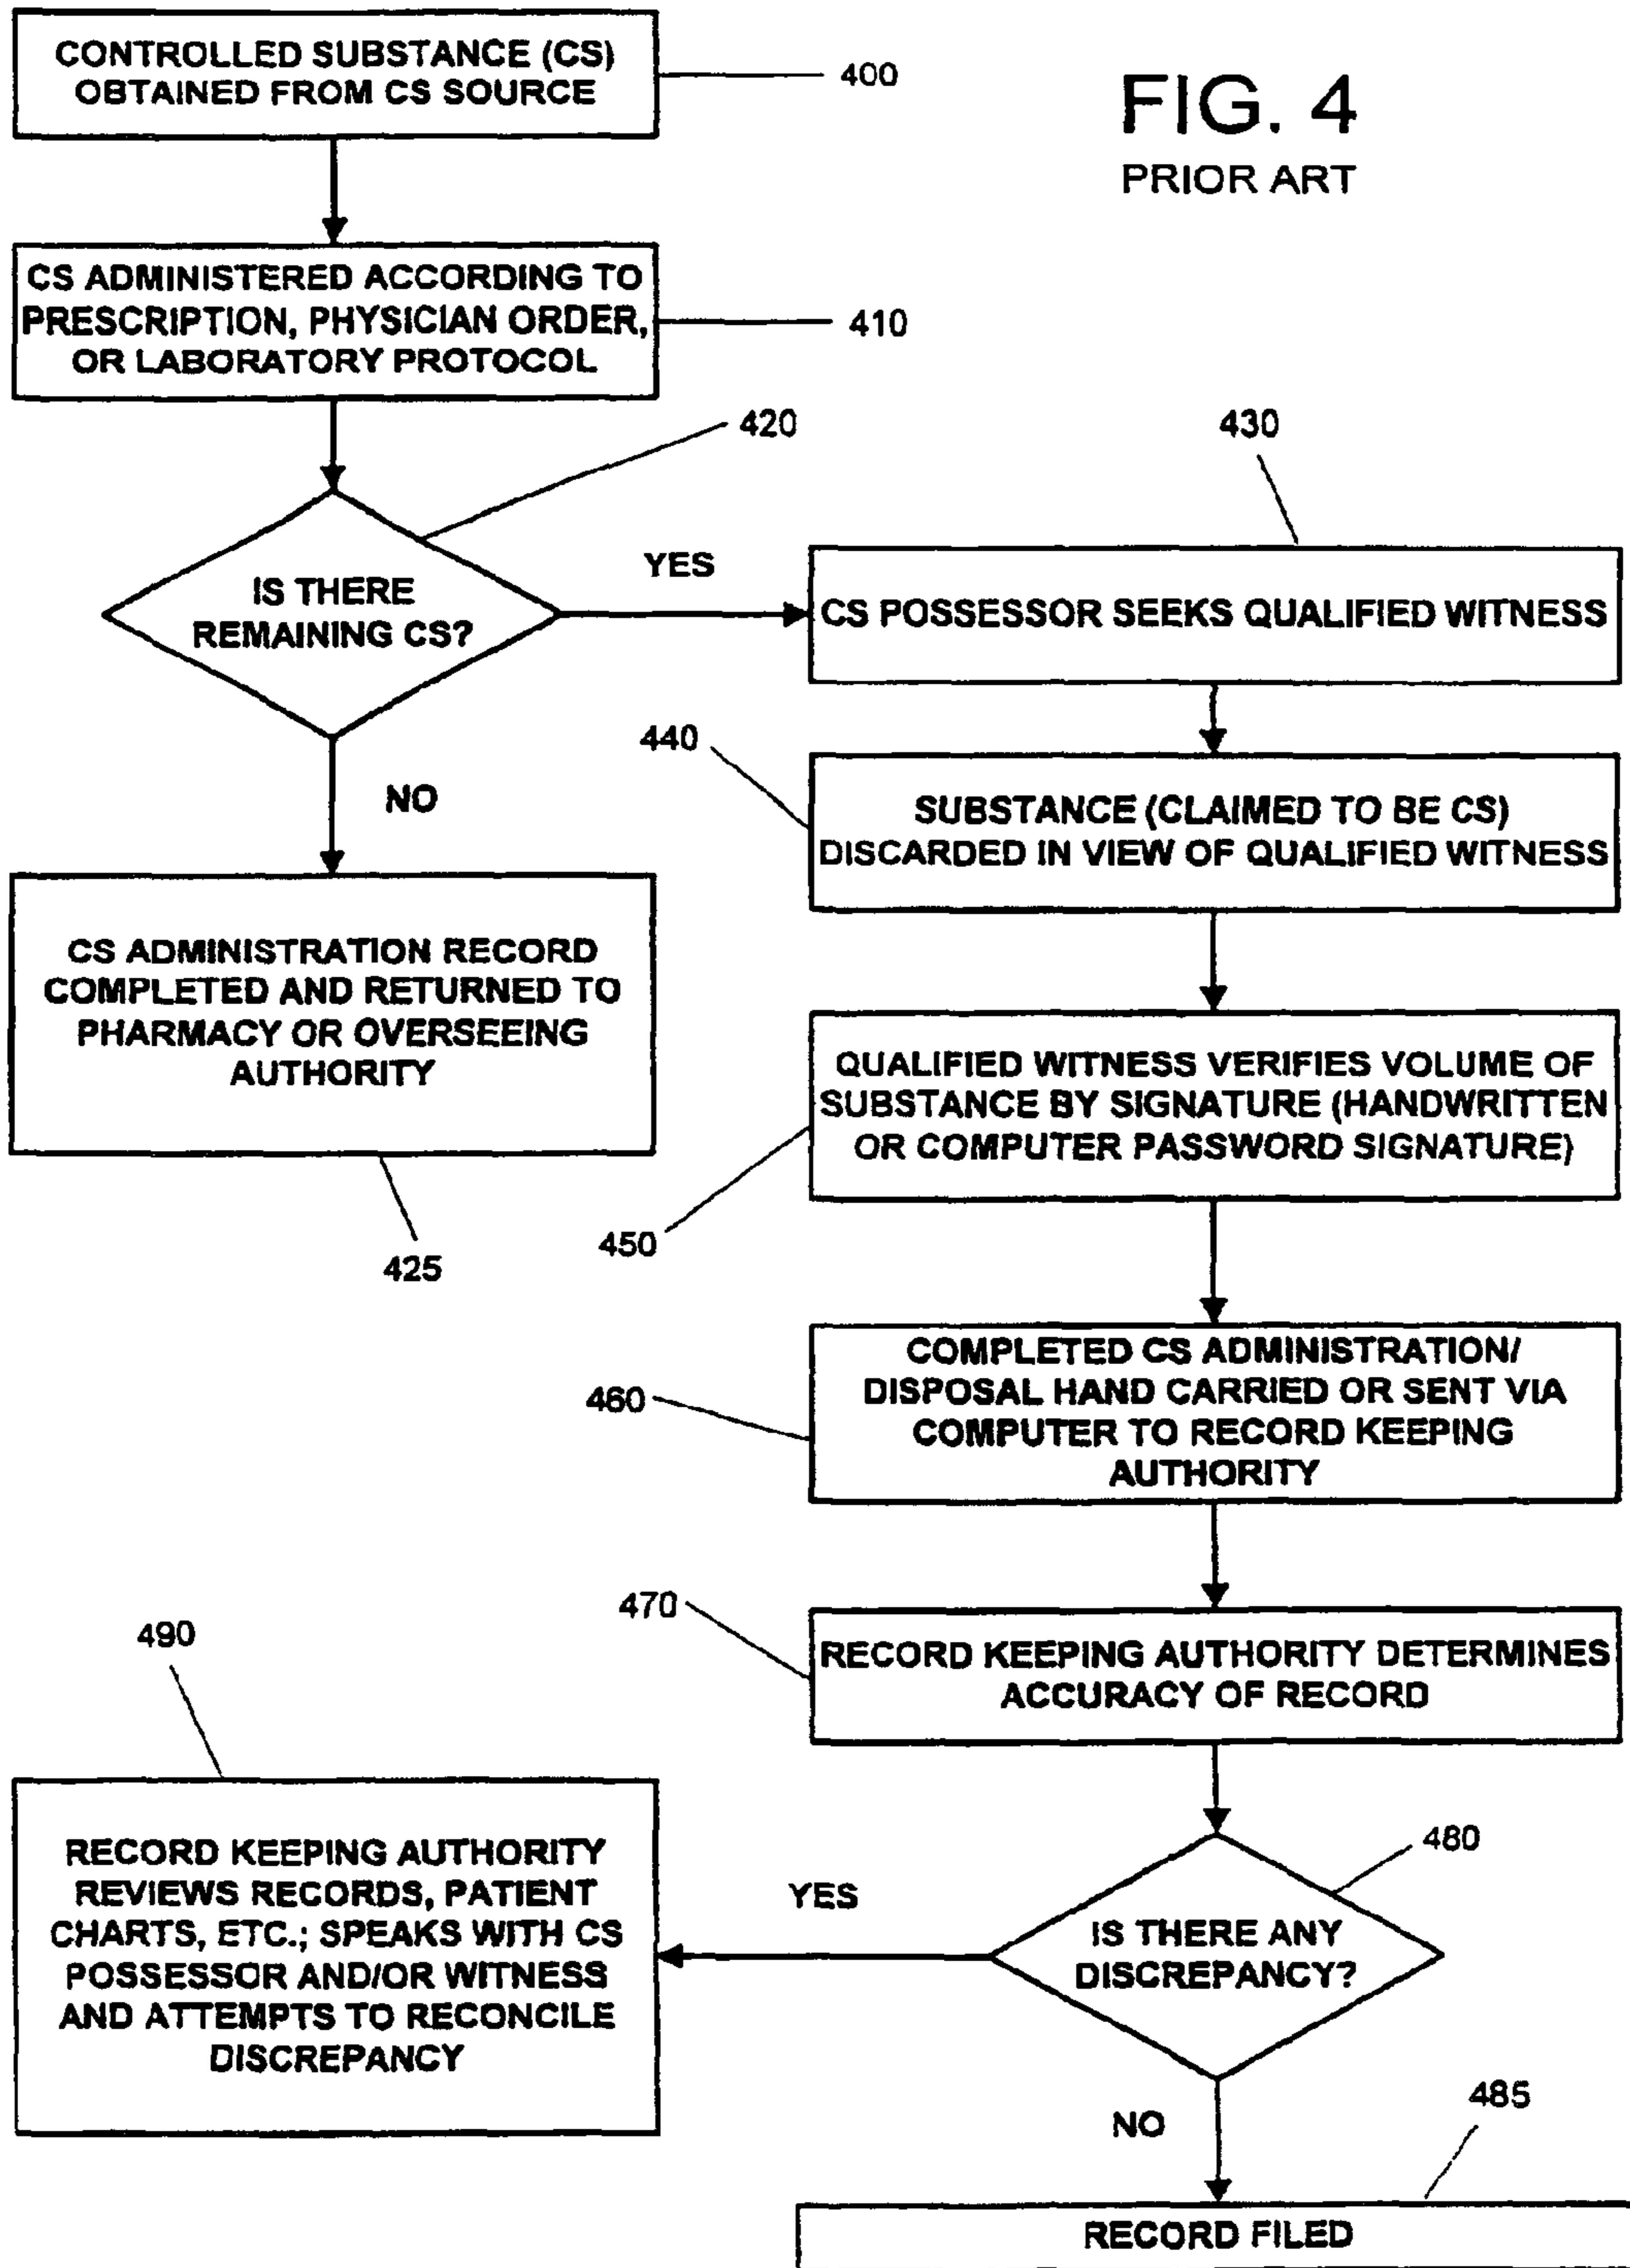 CONTROLLED SUBSTANCE (CS)
OBTAINED FROM CS SOURCE
400
FIG. 4
PRIOR ART
CS ADMINISTERED ACCORDING TO
PRESCRIPTION, PHYSICIAN ORDER,
OR LABORATORY PROTOCOL
410
420
IS THERE
REMAINING CS?
YES
NO
430
CS POSSESSOR SEEKS QUALIFIED WITNESS
440
SUBSTANCE (CLAIMED TO BE CS)
DISCARDED IN VIEW OF QUALIFIED WITNESS
CS ADMINISTRATION RECORD
COMPLETED AND RETURNED TO
PHARMACY OR OVERSEEING
AUTHORITY
425
QUALIFIED WITNESS VERIFIES VOLUME OF
SUBSTANCE BY SIGNATURE (HANDWRITTEN
OR COMPUTER PASSWORD SIGNATURE)
450
COMPLETED CS ADMINISTRATION/
DISPOSAL HAND CARRIED OR SENT VIA
COMPUTER TO RECORD KEEPING
AUTHORITY
460
470
RECORD KEEPING AUTHORITY DETERMINES
ACCURACY OF RECORD
480
IS THERE ANY
DISCREPANCY?
YES
490
RECORD KEEPING AUTHORITY
REVIEWS RECORDS, PATIENT
CHARTS, ETC.; SPEAKS WITH CS
POSSESSOR AND/OR WITNESS
AND ATTEMPTS TO RECONCILE
DISCREPANCY
NO
485
RECORD FILED